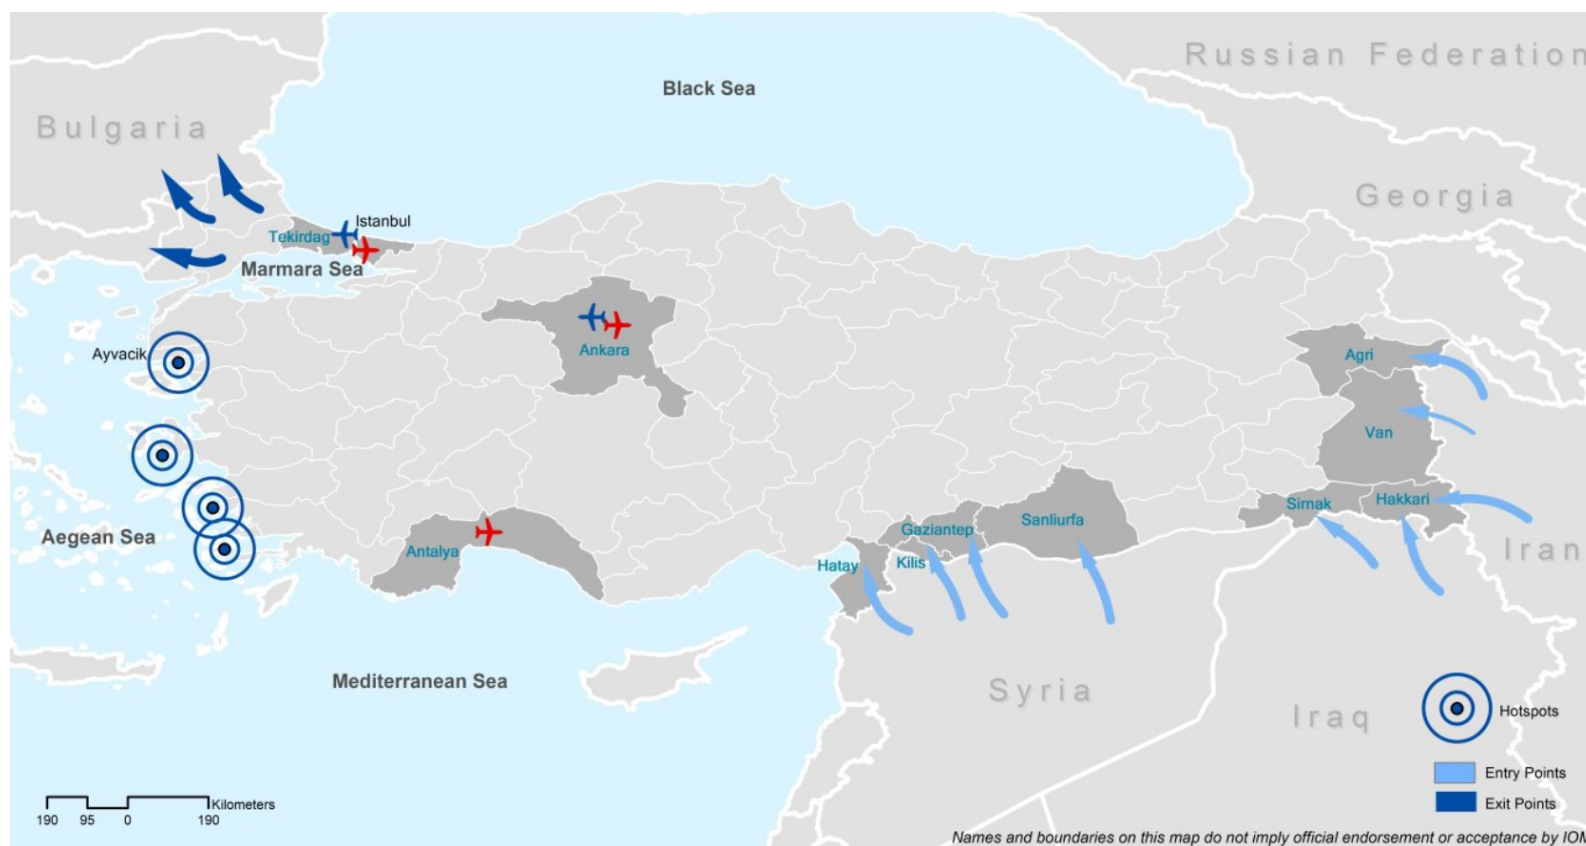 Russian Federation
Black Sea
Bulgaria
Georgia
Istanbul
Tekirdag
Marmara Sea
Ankara
Ayvacik
Agri
Van
Sirnak
Hakkari
Sanliurfa
Gaziantep
Antalya
Aegean Sea
Hatay
Kilis
Iran
Mediterranean Sea
Syria
Iraq
Hotspots
Entry Points
Exit Points
Kilometers
190 95 0 190
Names and boundaries on this map do not imply official endorsement or acceptance by IOM